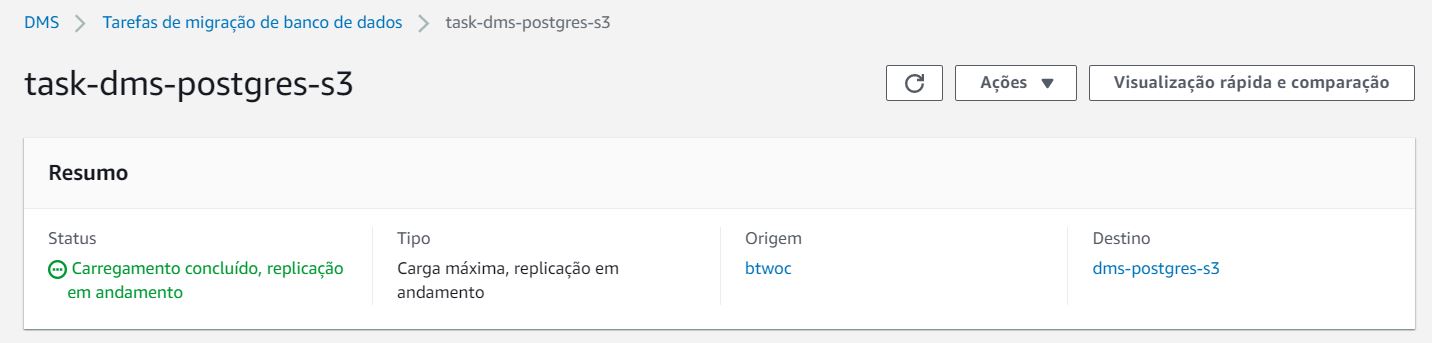 DMS > Tarefas de migração de banco de dados > task-dms-postgres-s3
task-dms-postgres-s3
Ações
Visualização rápida e comparação
Resumo
Status
Carregamento concluído, replicação
em andamento
Tipo
Carga máxima, replicação em
andamento
Origem
btwoc
Destino
dms-postgres-s3